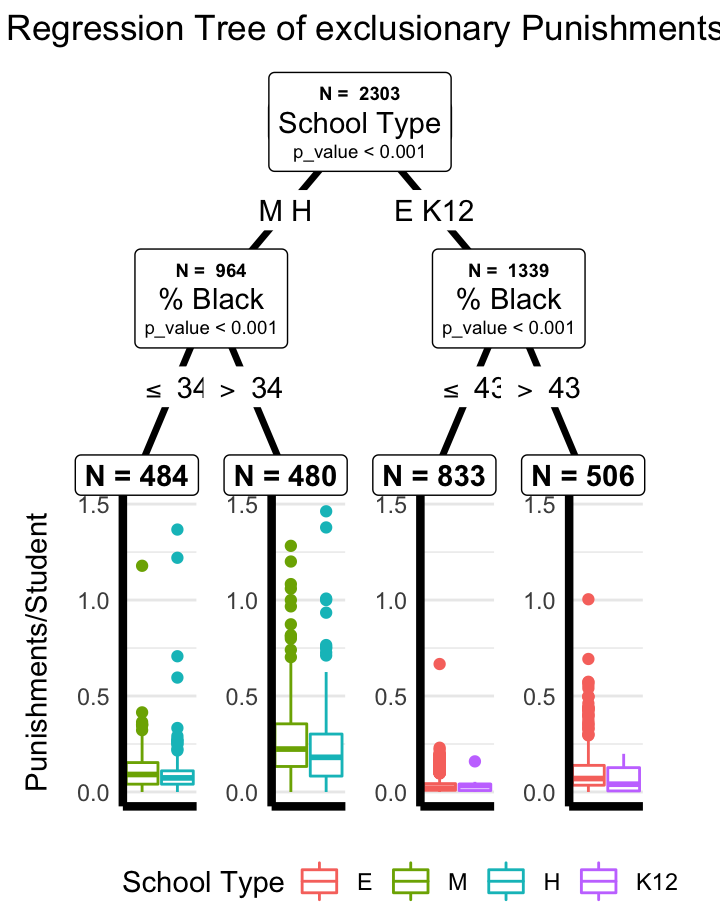 Regression Tree of exclusionary Punishments
N = 2303
School Type
p_value < 0.001
M H
E K12
N = 964
% Black
p_value < 0.001
N = 1339
% Black
p_value < 0.001
≤ 34
> 34
≤ 43
> 43
N = 484
N = 480
N = 833
N = 506
Punishments/Student
1.5
1.0
0.5
0.0
1.5
1.0
0.5
0.0
1.5
1.0
0.5
0.0
1.5
1.0
0.5
0.0
School Type E M H K12